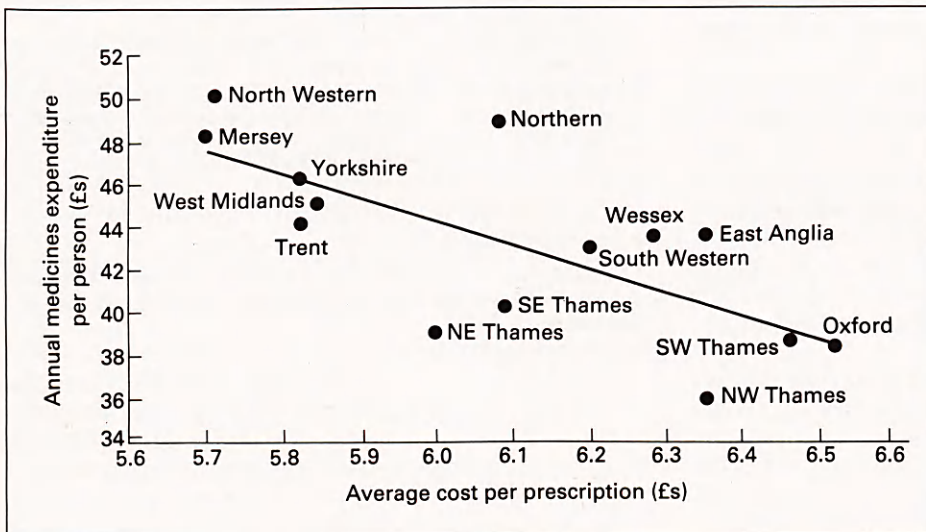 Annual medicines expenditure
per person (£s)
52
50
48
46
44
42
40
38
36
34
North Western
Mersey
Northern
Yorkshire
West Midlands
Trent
Wessex
East Anglia
South Western
SE Thames
NE Thames
Oxford
SW Thames
NW Thames
5.6 5.7 5.8 5.9 6.0 6.1 6.2 6.3 6.4 6.5 6.6
Average cost per prescription (£s)